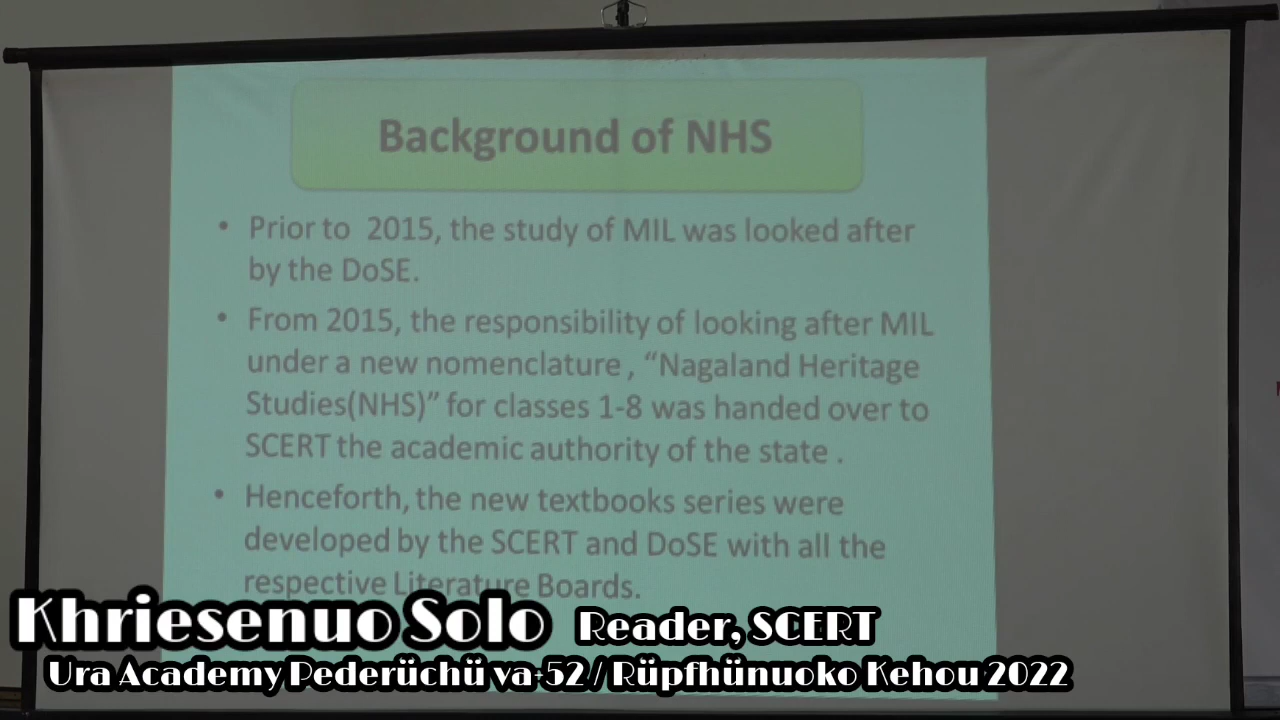 Background of NHS
• Prior to 2015, the study of MIL was looked after
by the DoSE.
• From 2015, the responsibility of looking after MIL
under a new nomenclature , “Nagaland Heritage
Studies(NHS)” for classes 1-8 was handed over to
SCERT the academic authority of the state .
• Henceforth, the new textbooks series were
developed by the SCERT and DoSE with all the
respective Literature Boards.
Khriesenuo Solo Reader, SCERT
Ura Academy Pederüchü va-52 / Rüpfhünuoko Kehou 2022